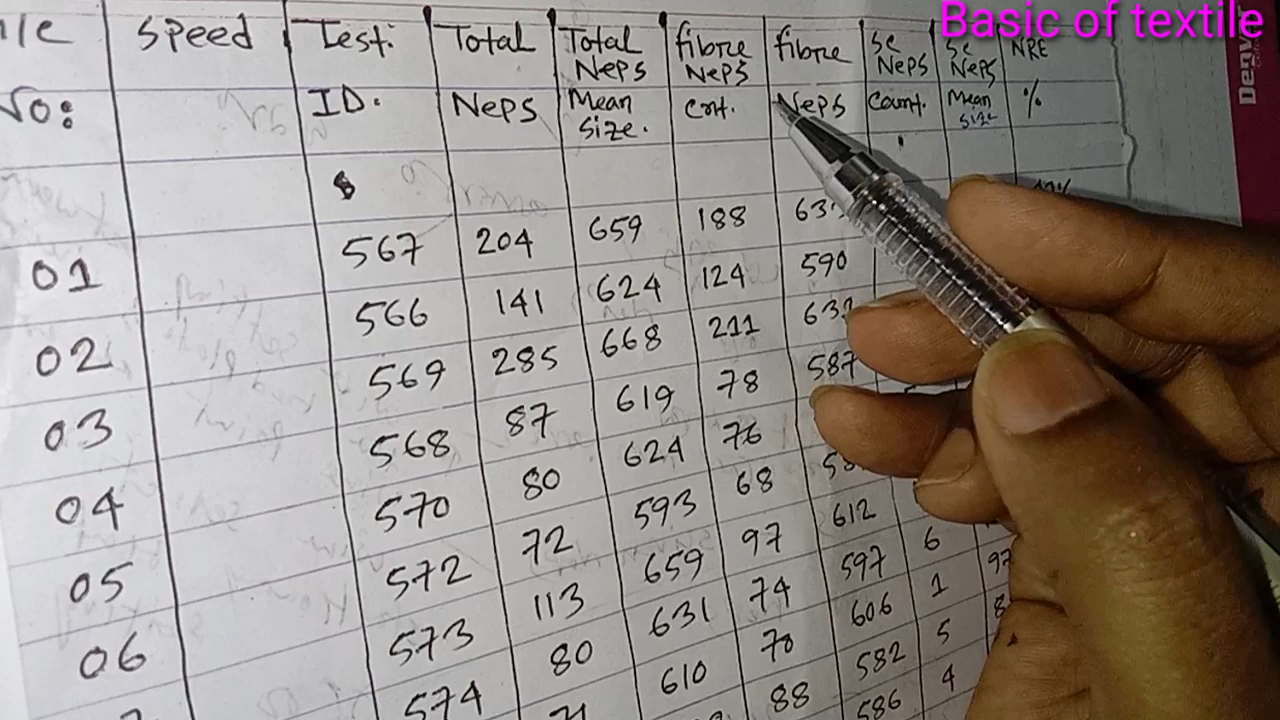 Basic of textile
Denv
Speed Test: Total Total fibre fibre Sc Sc NRE
No: ID. Neps Neps Mean size. Neps Cont. Neps Neps Count. Neps Mean size %
01 567 204 659 188
02 566 141 624 124 590
03 569 285 668 211
04 568 87 619 78 587
05 570 80 624 76
06 572 72 593 68
573 113 659 97 612
574 80 631 74 597 6
610 70 606 1 97
88 582 5
586 4